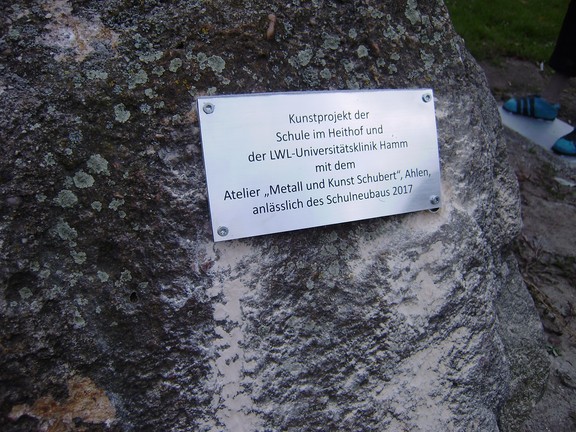 Kunstprojekt der
Schule im Heithof und
der LWL-Universitätsklinik Hamm
mit dem
Atelier „Metall und Kunst Schubert“, Ahlen,
anlässlich des Schulneubaus 2017